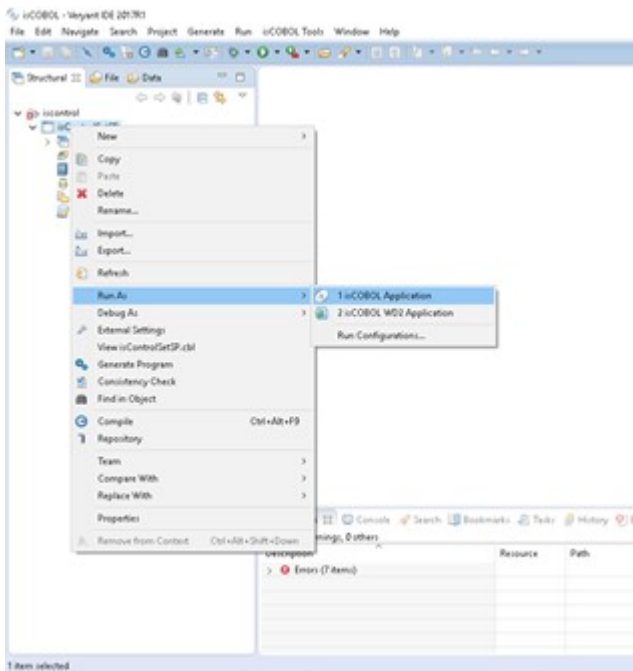 isCOBOL - Veryant IDE 2017R1
File Edit Navigate Search Project Generate Run isCOBOL Tools Window Help
Structural File Data
iscontrol
New
Copy
Paste
Delete
Rename...
Import...
Export...
Refresh
Run As
1 isCOBOL Application
Debug As
2 isCOBOL WD2 Application
External Settings
Run Configurations...
View isControlSetSP.cbl
Generate Program
Consistency Check
Find in Object
Compile Ctrl+Alt+F9
Repository
Team
Compare With
Replace With
Properties
Console Search Bookmarks Tasks History
Remove from Context Ctrl+Alt+Shift+Down
0 others
Description Resource Path
Errors (7 items)
1 item selected